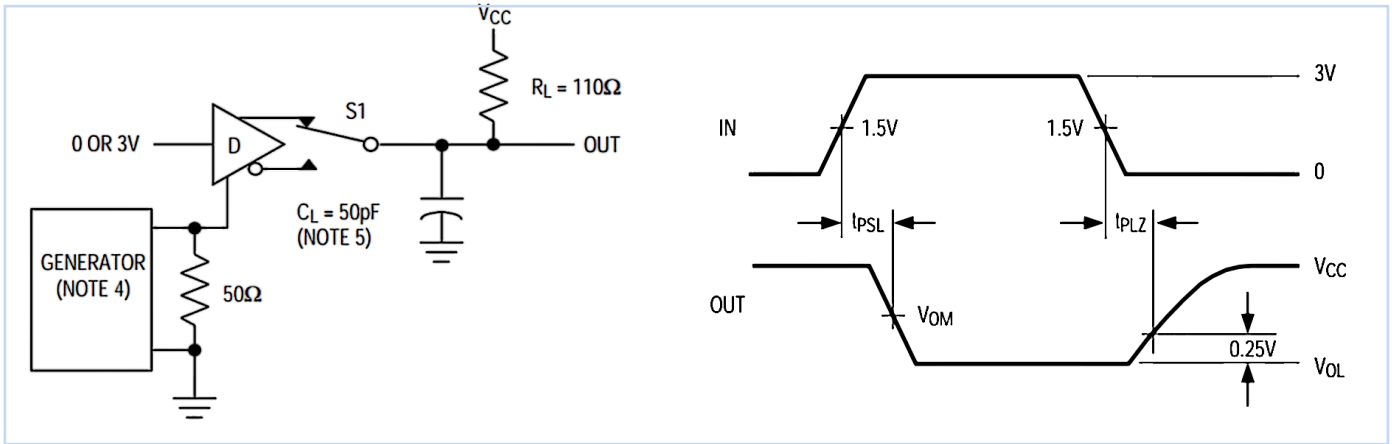 VCC
RL = 110Ω
S1
0 OR 3V
D
OUT
CL = 50pF
(NOTE 5)
GENERATOR
(NOTE 4)
50Ω
3V
IN
1.5V
1.5V
0
tPSL
tPLZ
VCC
OUT
VOM
0.25V
VOL